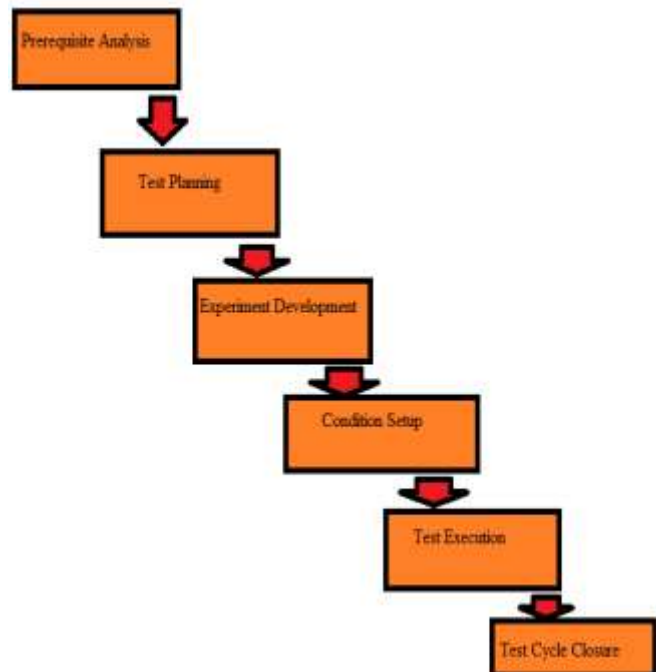 Prerequisite Analysis
Test Planning
Experiment Development
Condition Setup
Test Execution
Test Cycle Closure